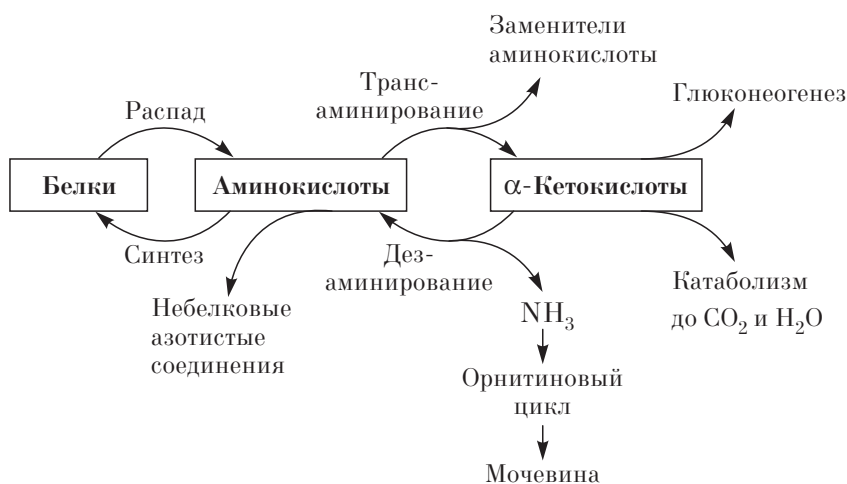 Заменители
аминокислоты
Транс-
аминирование
Глюконеогенез
Распад
Белки
Аминокислоты
α-Кетокислоты
Синтез
Дез-
аминирование
Небелковые
азотистые
соединения
NH₃
Катаболизм
до CO₂ и H₂O
Орнитиновый
цикл
Мочевина